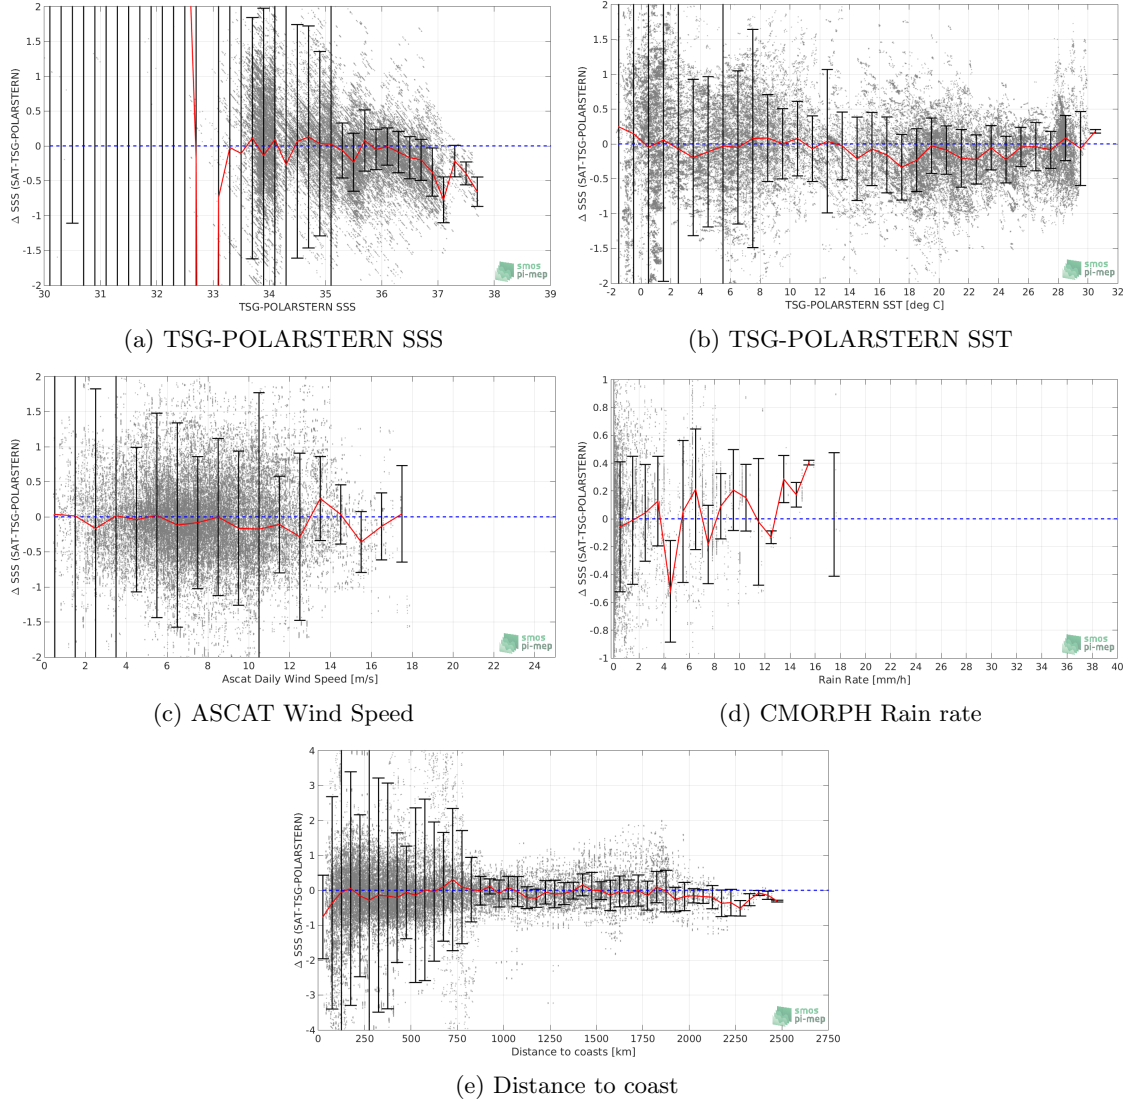 2
1.5
1
0.5
0
-0.5
-1
-1.5
-2
Δ SSS (SAT-TSG-POLARSTERN)
30 31 32 33 34 35 36 37 38 39
TSG-POLARSTERN SSS
smos
pi-mep
(a) TSG-POLARSTERN SSS
2
1.5
1
0.5
0
-0.5
-1
-1.5
-2
Δ SSS (SAT-TSG-POLARSTERN)
-2 0 2 4 6 8 10 12 14 16 18 20 22 24 26 28 30 32
TSG-POLARSTERN SST [deg C]
smos
pi-mep
(b) TSG-POLARSTERN SST
2
1.5
1
0.5
0
-0.5
-1
-1.5
-2
Δ SSS (SAT-TSG-POLARSTERN)
0 2 4 6 8 10 12 14 16 18 20 22 24
Ascat Daily Wind Speed [m/s]
smos
pi-mep
(c) ASCAT Wind Speed
1
0.8
0.6
0.4
0.2
0
-0.2
-0.4
-0.6
-0.8
-1
Δ SSS (SAT-TSG-POLARSTERN)
0 2 4 6 8 10 12 14 16 18 20 22 24 26 28 30 32 34 36 38 40
Rain Rate [mm/h]
smos
pi-mep
(d) CMORPH Rain rate
4
3
2
1
0
-1
-2
-3
-4
Δ SSS (SAT-TSG-POLARSTERN)
0 250 500 750 1000 1250 1500 1750 2000 2250 2500 2750
Distance to coasts [km]
smos
pi-mep
(e) Distance to coast